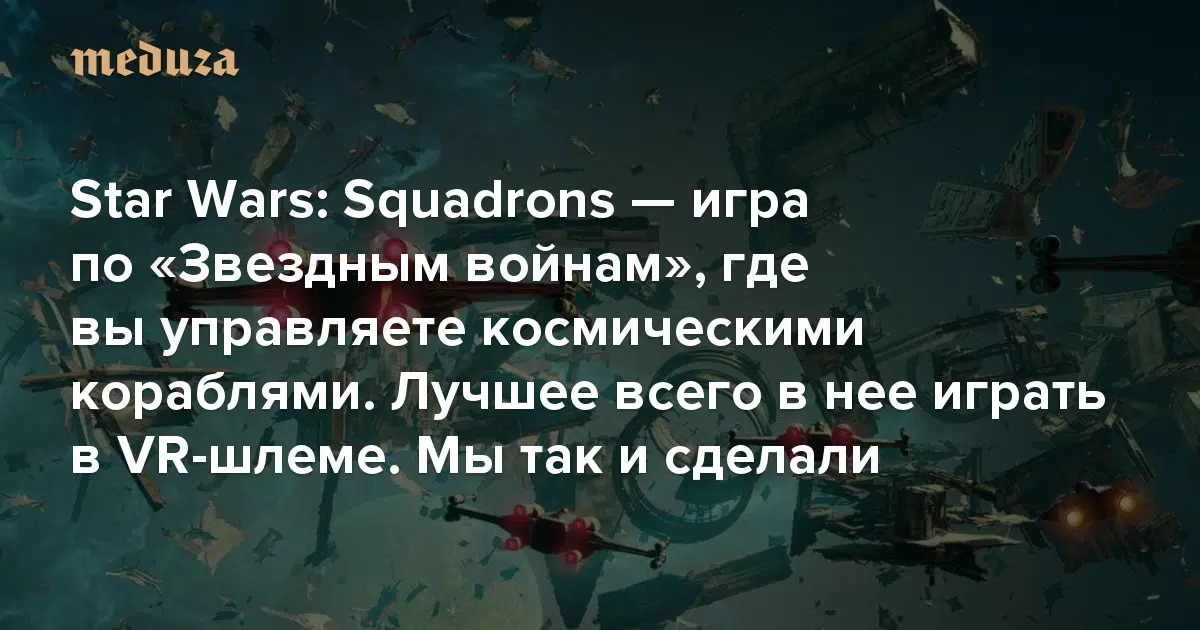 meduza
Star Wars: Squadrons — игра
по «Звездным войнам», где
вы управляете космическими
кораблями. Лучшее всего в нее играть
в VR-шлеме. Мы так и сделали